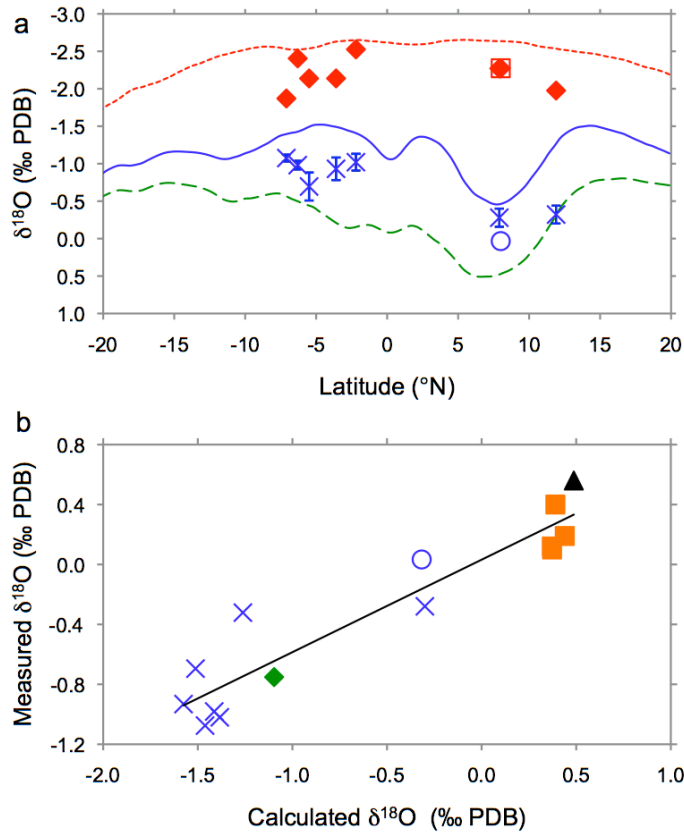 a
δ¹⁸O (‰ PDB)
-3.0
-2.5
-2.0
-1.5
-1.0
-0.5
0.0
0.5
1.0
-20 -15 -10 -5 0 5 10 15 20
Latitude (°N)
b
Measured δ¹⁸O (‰ PDB)
0.8
0.4
0.0
-0.4
-0.8
-1.2
-2.0 -1.5 -1.0 -0.5 0.0 0.5 1.0
Calculated δ¹⁸O (‰ PDB)